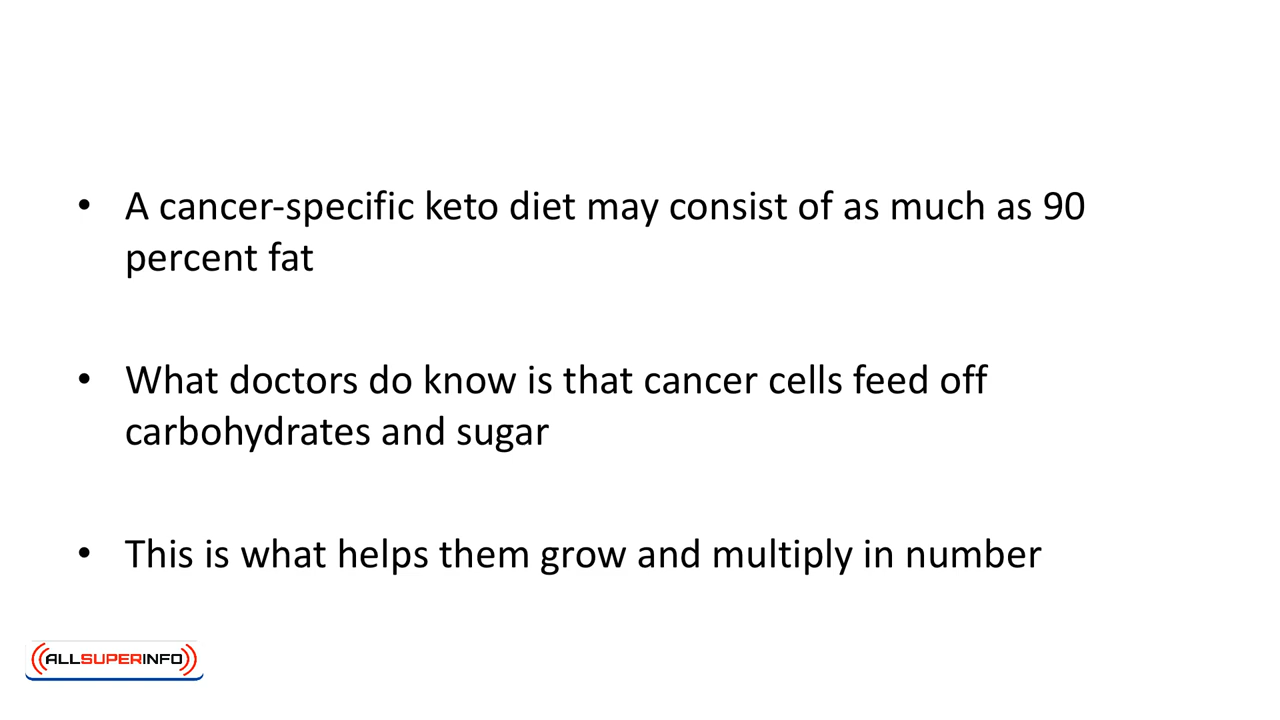 • A cancer-specific keto diet may consist of as much as 90
percent fat
• What doctors do know is that cancer cells feed off
carbohydrates and sugar
• This is what helps them grow and multiply in number
ALLSUPERINFO